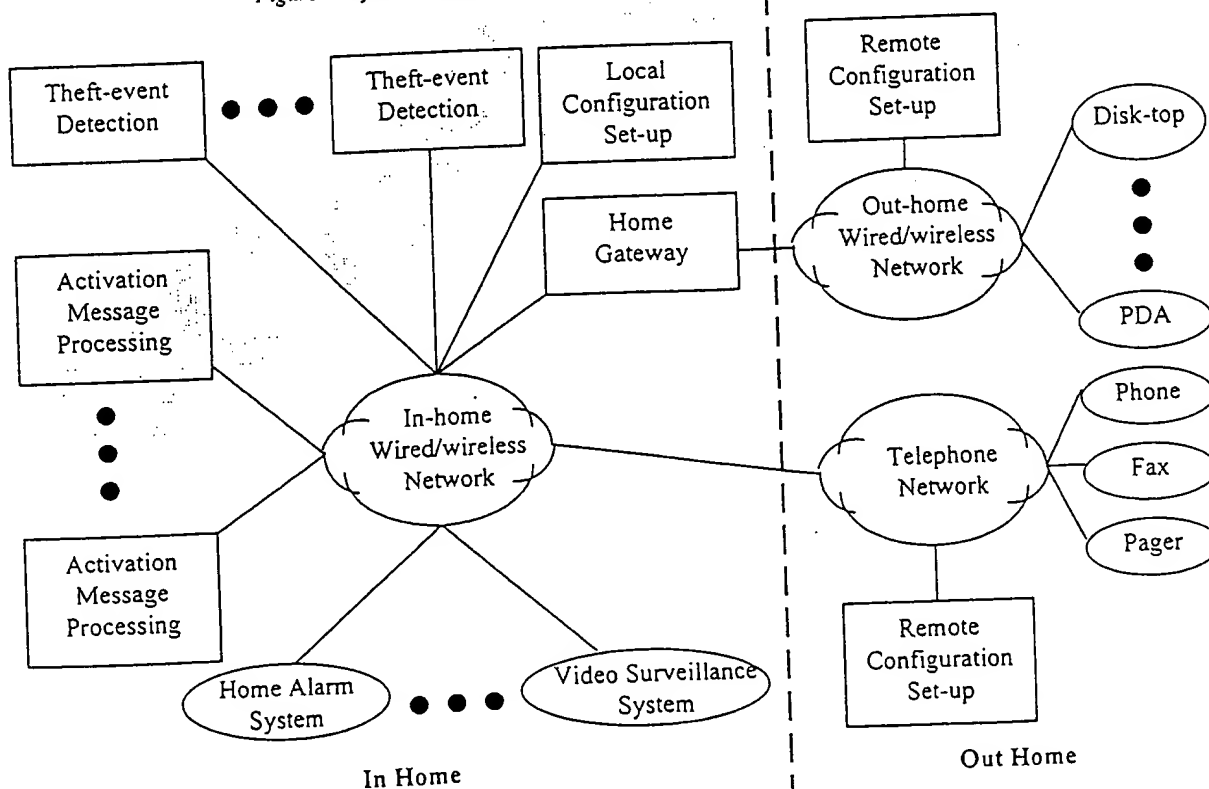 Theft-event
Detection
Theft-event
Detection
Local
Configuration
Set-up
Home
Gateway
Activation
Message
Processing
Activation
Message
Processing
In-home
Wired/wireless
Network
Home Alarm
System
Video Surveillance
System
In Home
Remote
Configuration
Set-up
Out-home
Wired/wireless
Network
Disk-top
PDA
Telephone
Network
Phone
Fax
Pager
Remote
Configuration
Set-up
Out Home